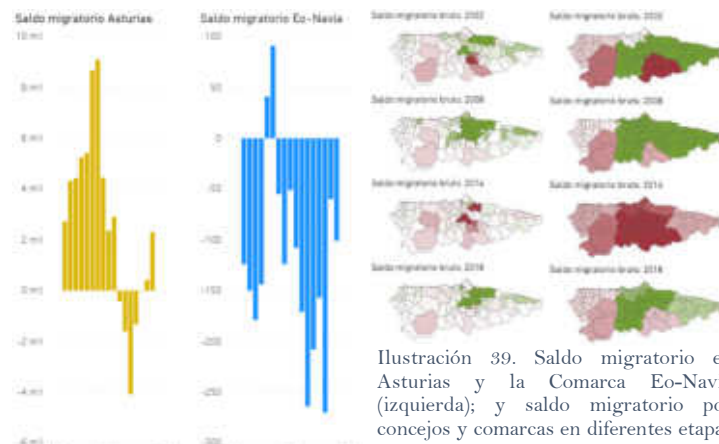 Saldo migratorio Asturias
10 mil
8 mil
6 mil
4 mil
2 mil
0 mil
-2 mil
-4 mil
-6 mil
Saldo migratorio Eo-Navia
100
50
0
-50
-100
-150
-200
-250
-300
Saldo migratorio bruto. 2002
Saldo migratorio bruto. 2002
Saldo migratorio bruto. 2008
Saldo migratorio bruto. 2008
Saldo migratorio bruto. 2014
Saldo migratorio bruto. 2014
Saldo migratorio bruto. 2018
Saldo migratorio bruto. 2018
Ilustración 39. Saldo migratorio e
Asturias y la Comarca Eo-Navi
(izquierda); y saldo migratorio po
concejos y comarcas en diferentes etapa